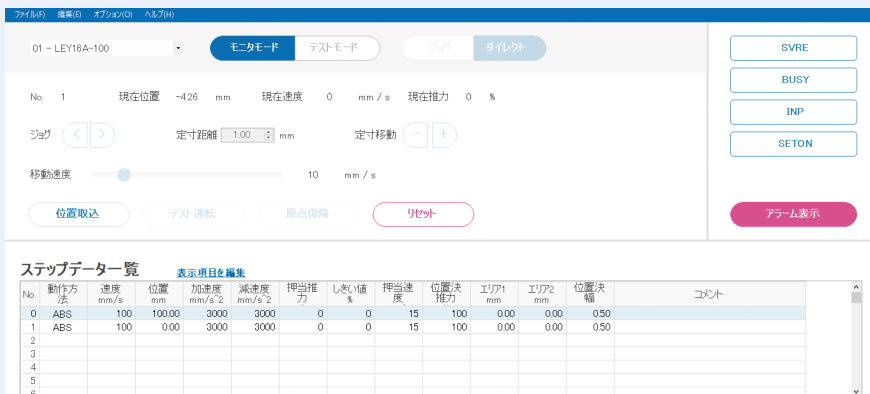 ファイル(F) 編集(E) オプション(O) ヘルプ(H)
01 - LEY16A-100 モニタモード テストモード ジョグ ダイレクト
SVRE
BUSY
INP
SETON
No. 1 現在位置 -4.26 mm 現在速度 0 mm / s 現在推力 0 %
ジョグ < > 定寸距離 1.00 mm 定寸移動 - +
移動速度 10 mm / s
位置取込 テスト運転 原点復帰 リセット アラーム表示
ステップデータ一覧 表示項目を編集
No. 動作方法 速度 mm/s 位置 mm 加速度 mm/s^2 減速度 mm/s^2 押当推力 しきい値 % 押当速度 位置決推力 エリア1 mm エリア2 mm 位置決幅 コメント
0 ABS 100 100.00 3000 3000 0 0 15 100 0.00 0.00 0.50
1 ABS 100 0.00 3000 3000 0 0 15 100 0.00 0.00 0.50
2
3
4
5
6